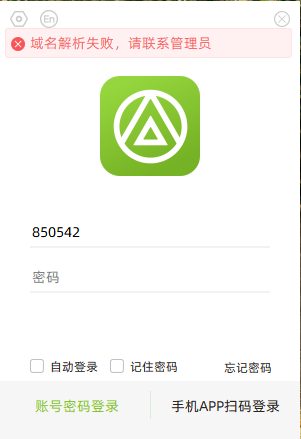 En
域名解析失败，请联系管理员
850542
密码
自动登录 记住密码 忘记密码
账号密码登录 手机APP扫码登录